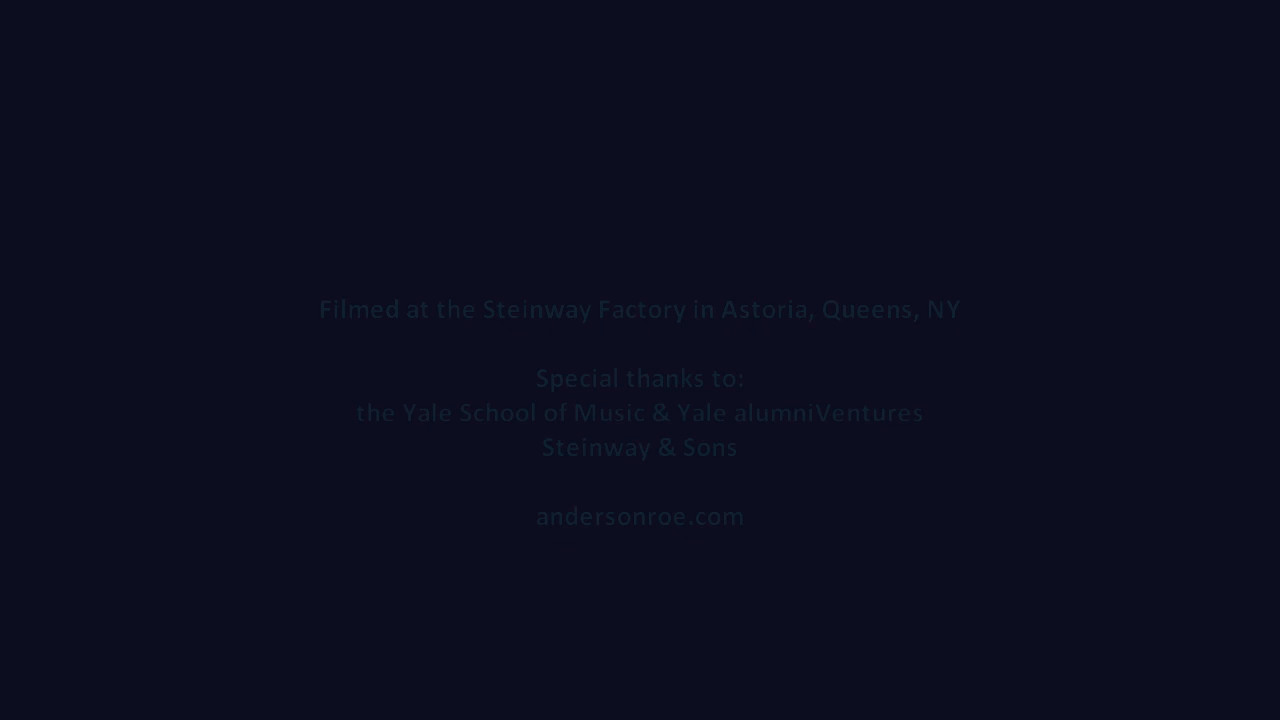 Filmed at the Steinway Factory in Astoria, Queens, NY
Special thanks to:
the Yale School of Music & Yale alumniVentures
Steinway & Sons
andersonroe.com